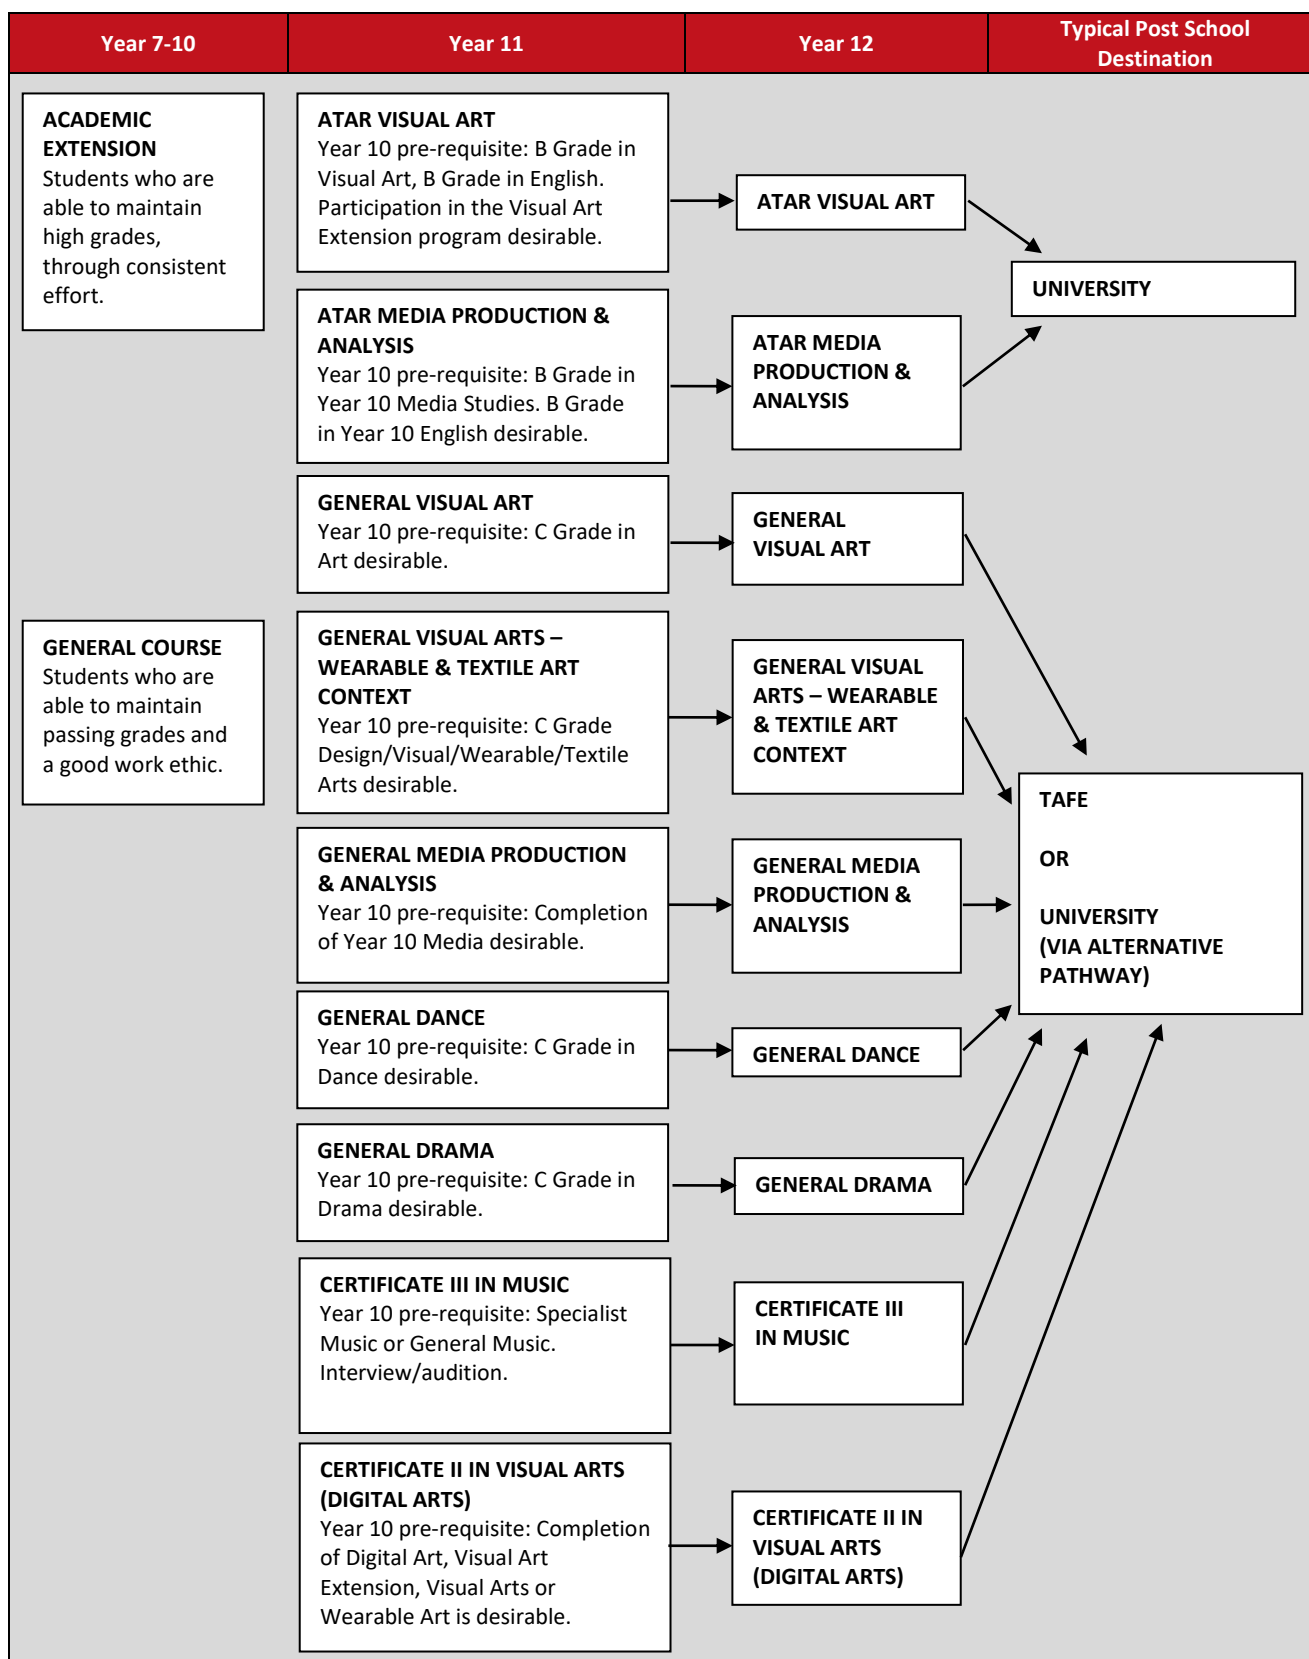 Year 7-10
Year 11
Year 12
Typical Post School
Destination
ACADEMIC
EXTENSION
Students who are
able to maintain
high grades,
through consistent
effort.
ATAR VISUAL ART
Year 10 pre-requisite: B Grade in
Visual Art, B Grade in English.
Participation in the Visual Art
Extension program desirable.
ATAR VISUAL ART
UNIVERSITY
ATAR MEDIA PRODUCTION &
ANALYSIS
Year 10 pre-requisite: B Grade in
Year 10 Media Studies. B Grade
in Year 10 English desirable.
ATAR MEDIA
PRODUCTION &
ANALYSIS
GENERAL VISUAL ART
Year 10 pre-requisite: C Grade in
Art desirable.
GENERAL
VISUAL ART
GENERAL COURSE
Students who are
able to maintain
passing grades and
a good work ethic.
GENERAL VISUAL ARTS –
WEARABLE & TEXTILE ART
CONTEXT
Year 10 pre-requisite: C Grade
Design/Visual/Wearable/Textile
Arts desirable.
GENERAL VISUAL
ARTS – WEARABLE
& TEXTILE ART
CONTEXT
TAFE
OR
UNIVERSITY
(VIA ALTERNATIVE
PATHWAY)
GENERAL MEDIA PRODUCTION
& ANALYSIS
Year 10 pre-requisite: Completion
of Year 10 Media desirable.
GENERAL MEDIA
PRODUCTION &
ANALYSIS
GENERAL DANCE
Year 10 pre-requisite: C Grade in
Dance desirable.
GENERAL DANCE
GENERAL DRAMA
Year 10 pre-requisite: C Grade in
Drama desirable.
GENERAL DRAMA
CERTIFICATE III IN MUSIC
Year 10 pre-requisite: Specialist
Music or General Music.
Interview/audition.
CERTIFICATE III
IN MUSIC
CERTIFICATE II IN VISUAL ARTS
(DIGITAL ARTS)
Year 10 pre-requisite: Completion
of Digital Art, Visual Art
Extension, Visual Arts or
Wearable Art is desirable.
CERTIFICATE II IN
VISUAL ARTS
(DIGITAL ARTS)